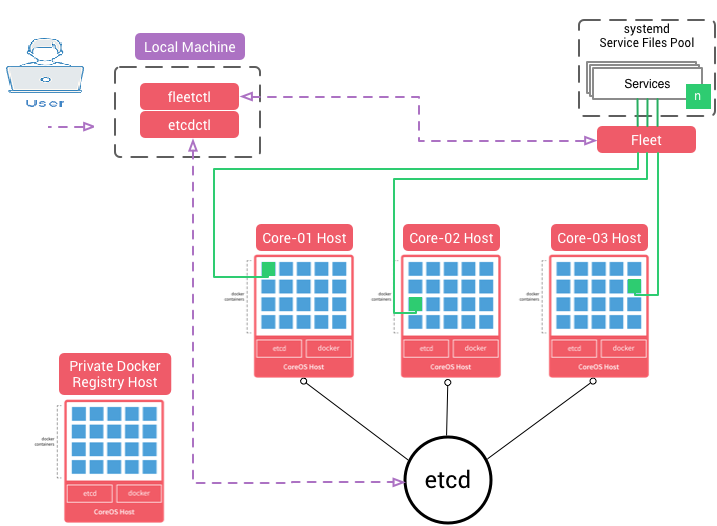 systemd
Service Files Pool
Services
n
Fleet
Local Machine
fleetctl
etcdctl
User
Core-01 Host
Core-02 Host
Core-03 Host
docker
containers
etcd
docker
CoreOS Host
docker
containers
etcd
docker
CoreOS Host
docker
containers
etcd
docker
CoreOS Host
Private Docker
Registry Host
docker
containers
etcd
docker
CoreOS Host
etcd